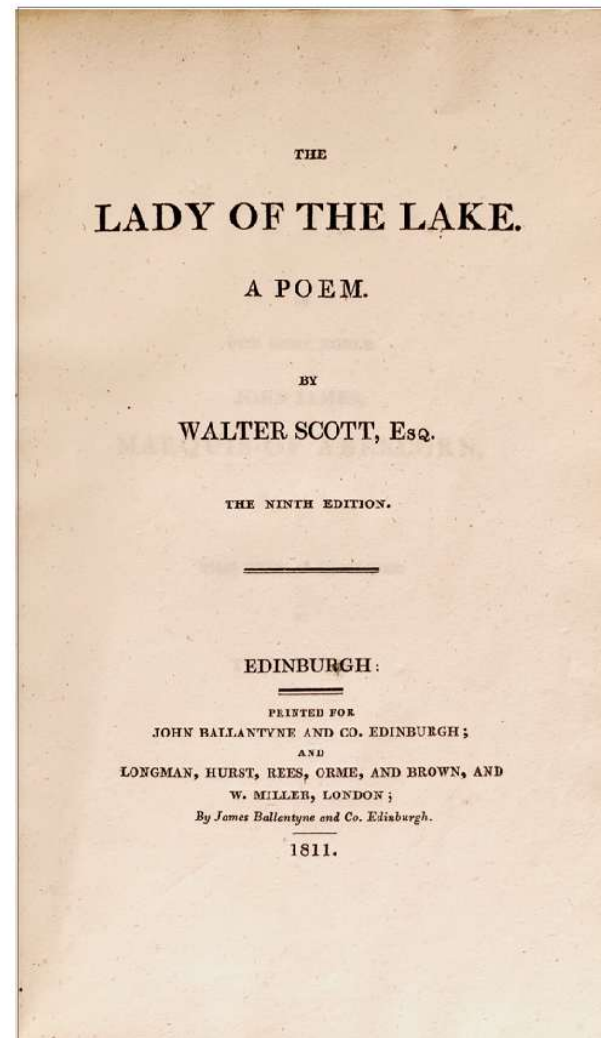 THE
LADY OF THE LAKE.
A POEM.
BY
WALTER SCOTT, Esq.
THE NINTH EDITION.
EDINBURGH:
PRINTED FOR
JOHN BALLANTYNE AND CO. EDINBURGH;
AND
LONGMAN, HURST, REES, ORME, AND BROWN, AND
W. MILLER, LONDON;
By James Ballantyne and Co. Edinburgh.
1811.